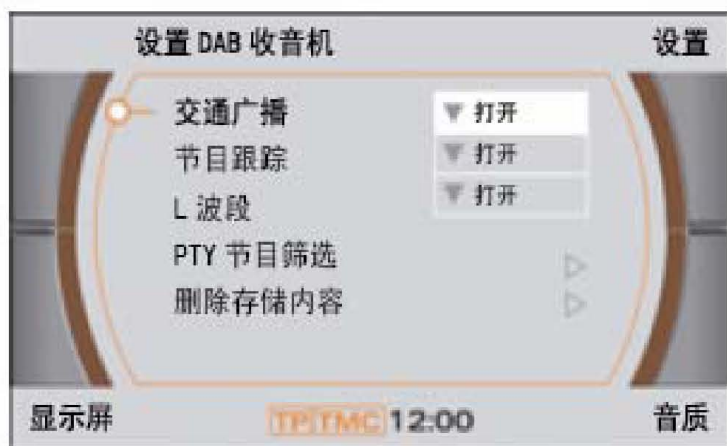 设置 DAB 收音机 设置
交通广播 打开
节目跟踪 打开
L 波段 打开
PTY 节目筛选
删除存储内容
显示屏 TP TMC 12:00 音质